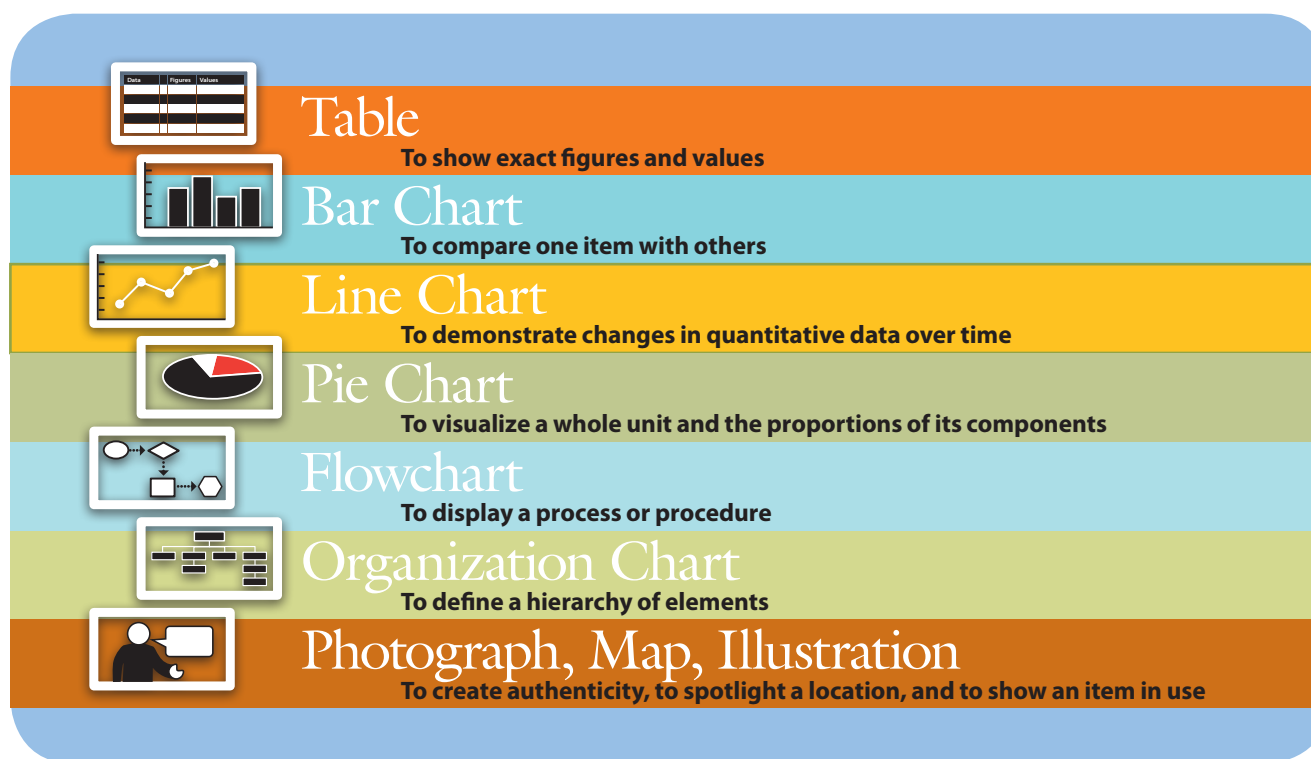 Data Figures Values
Table
To show exact figures and values
Bar Chart
To compare one item with others
Line Chart
To demonstrate changes in quantitative data over time
Pie Chart
To visualize a whole unit and the proportions of its components
Flowchart
To display a process or procedure
Organization Chart
To define a hierarchy of elements
Photograph, Map, Illustration
To create authenticity, to spotlight a location, and to show an item in use